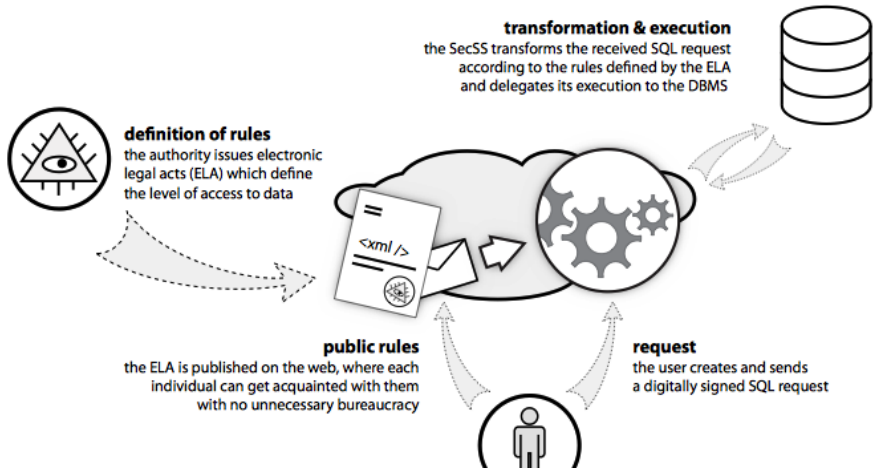 transformation & execution
the SecSS transforms the received SQL request
according to the rules defined by the ELA
and delegates its execution to the DBMS
definition of rules
the authority issues electronic
legal acts (ELA) which define
the level of access to data
<xml />
public rules
the ELA is published on the web, where each
individual can get acquainted with them
with no unnecessary bureaucracy
request
the user creates and sends
a digitally signed SQL request